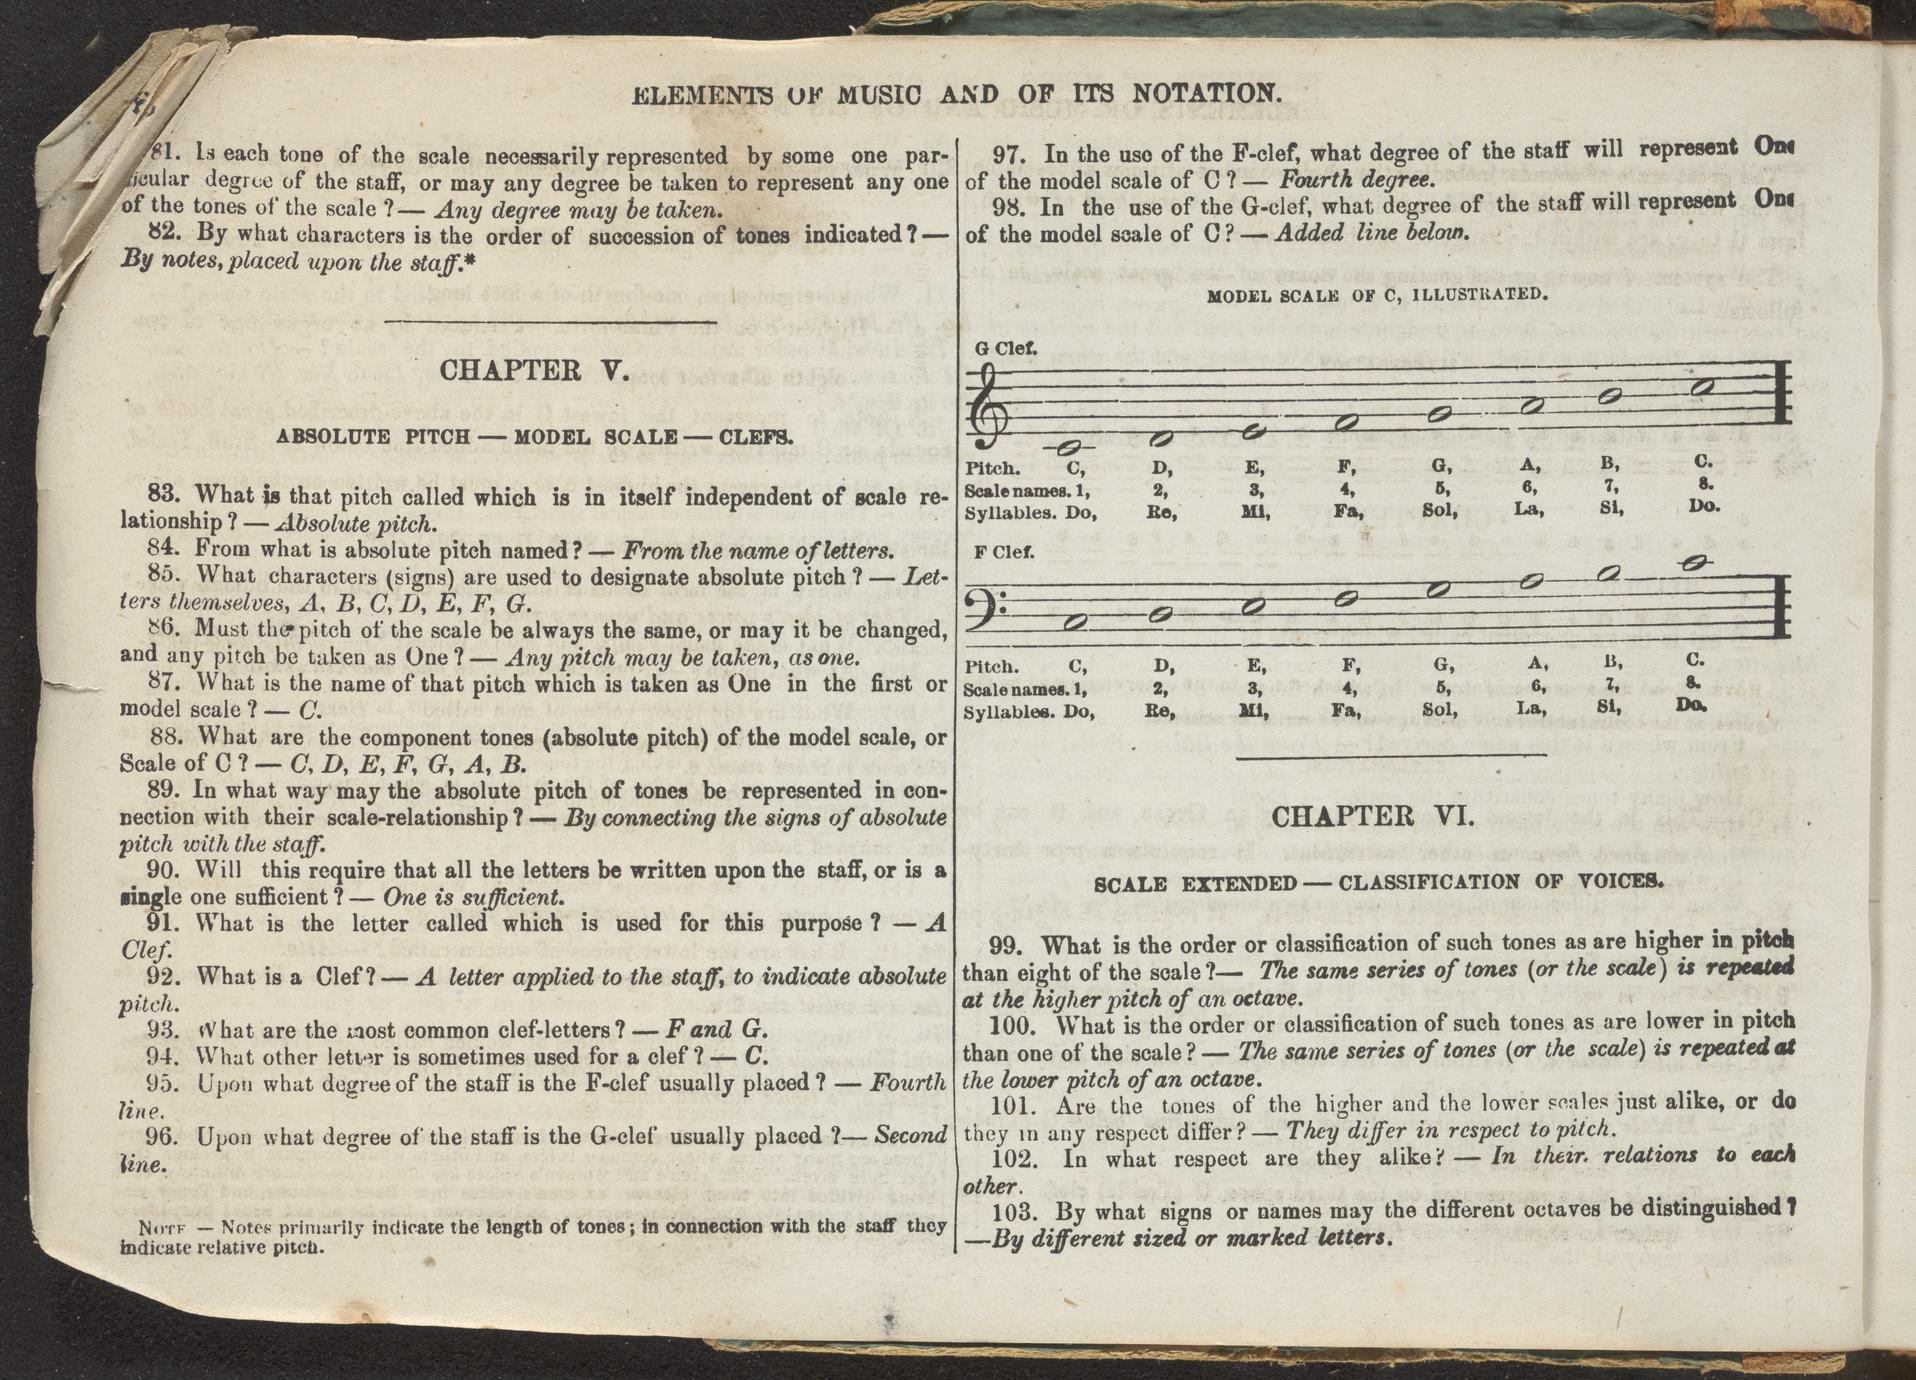 ELEMENTS OF MUSIC AND OF ITS NOTATION.
81. Is each tone of the scale necessarily represented by some one par-
ticular degree of the staff, or may any degree be taken to represent any one
of the tones of the scale ? — Any degree may be taken.
82. By what characters is the order of succession of tones indicated ? —
By notes, placed upon the staff.*
CHAPTER V.
ABSOLUTE PITCH — MODEL SCALE — CLEFS.
83. What is that pitch called which is in itself independent of scale re-
lationship ? — Absolute pitch.
84. From what is absolute pitch named ? — From the name of letters.
85. What characters (signs) are used to designate absolute pitch ? — Let-
ters themselves, A, B, C, D, E, F, G.
86. Must the pitch of the scale be always the same, or may it be changed,
and any pitch be taken as One ? — Any pitch may be taken, as one.
87. What is the name of that pitch which is taken as One in the first or
model scale ? — C.
88. What are the component tones (absolute pitch) of the model scale, or
Scale of C ? — C, D, E, F, G, A, B.
89. In what way may the absolute pitch of tones be represented in con-
nection with their scale-relationship ? — By connecting the signs of absolute
pitch with the staff.
90. Will this require that all the letters be written upon the staff, or is a
single one sufficient ? — One is sufficient.
91. What is the letter called which is used for this purpose ? — A
Clef.
92. What is a Clef ? — A letter applied to the staff, to indicate absolute
pitch.
93. What are the most common clef-letters ? — F and G.
94. What other letter is sometimes used for a clef ? — C.
95. Upon what degree of the staff is the F-clef usually placed ? — Fourth
line.
96. Upon what degree of the staff is the G-clef usually placed ? — Second
line.
NOTE — Notes primarily indicate the length of tones ; in connection with the staff they
indicate relative pitch.
97. In the use of the F-clef, what degree of the staff will represent One
of the model scale of C ? — Fourth degree.
98. In the use of the G-clef, what degree of the staff will represent One
of the model scale of C ? — Added line below.
MODEL SCALE OF C, ILLUSTRATED.
G Clef.
Pitch. C, D, E, F, G, A, B, C.
Scale names. 1, 2, 3, 4, 5, 6, 7, 8.
Syllables. Do, Re, Mi, Fa, Sol, La, Si, Do.
F Clef.
Pitch. C, D, E, F, G, A, B, C.
Scale names. 1, 2, 3, 4, 5, 6, 7, 8.
Syllables. Do, Re, Mi, Fa, Sol, La, Si, Do.
CHAPTER VI.
SCALE EXTENDED — CLASSIFICATION OF VOICES.
99. What is the order or classification of such tones as are higher in pitch
than eight of the scale ? — The same series of tones (or the scale) is repeated
at the higher pitch of an octave.
100. What is the order or classification of such tones as are lower in pitch
than one of the scale ? — The same series of tones (or the scale) is repeated at
the lower pitch of an octave.
101. Are the tones of the higher and the lower scales just alike, or do
they in any respect differ ? — They differ in respect to pitch.
102. In what respect are they alike ? — In their relations to each
other.
103. By what signs or names may the different octaves be distinguished ?
— By different sized or marked letters.